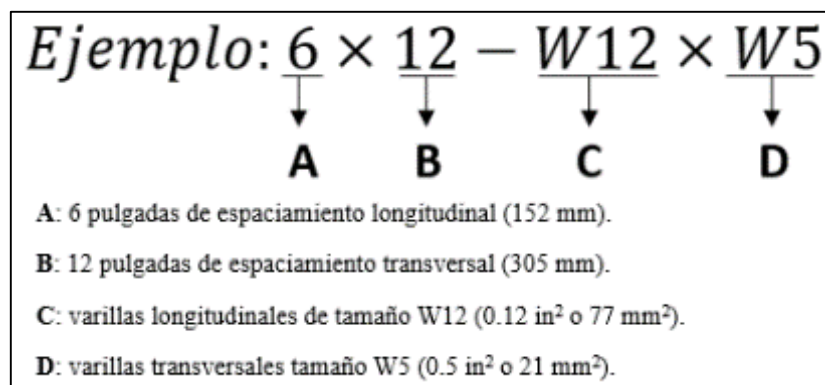 Ejemplo: 6 × 12 − W12 × W5
A B C D
A: 6 pulgadas de espaciamiento longitudinal (152 mm).
B: 12 pulgadas de espaciamiento transversal (305 mm).
C: varillas longitudinales de tamaño W12 (0.12 in² o 77 mm²).
D: varillas transversales tamaño W5 (0.5 in² o 21 mm²).